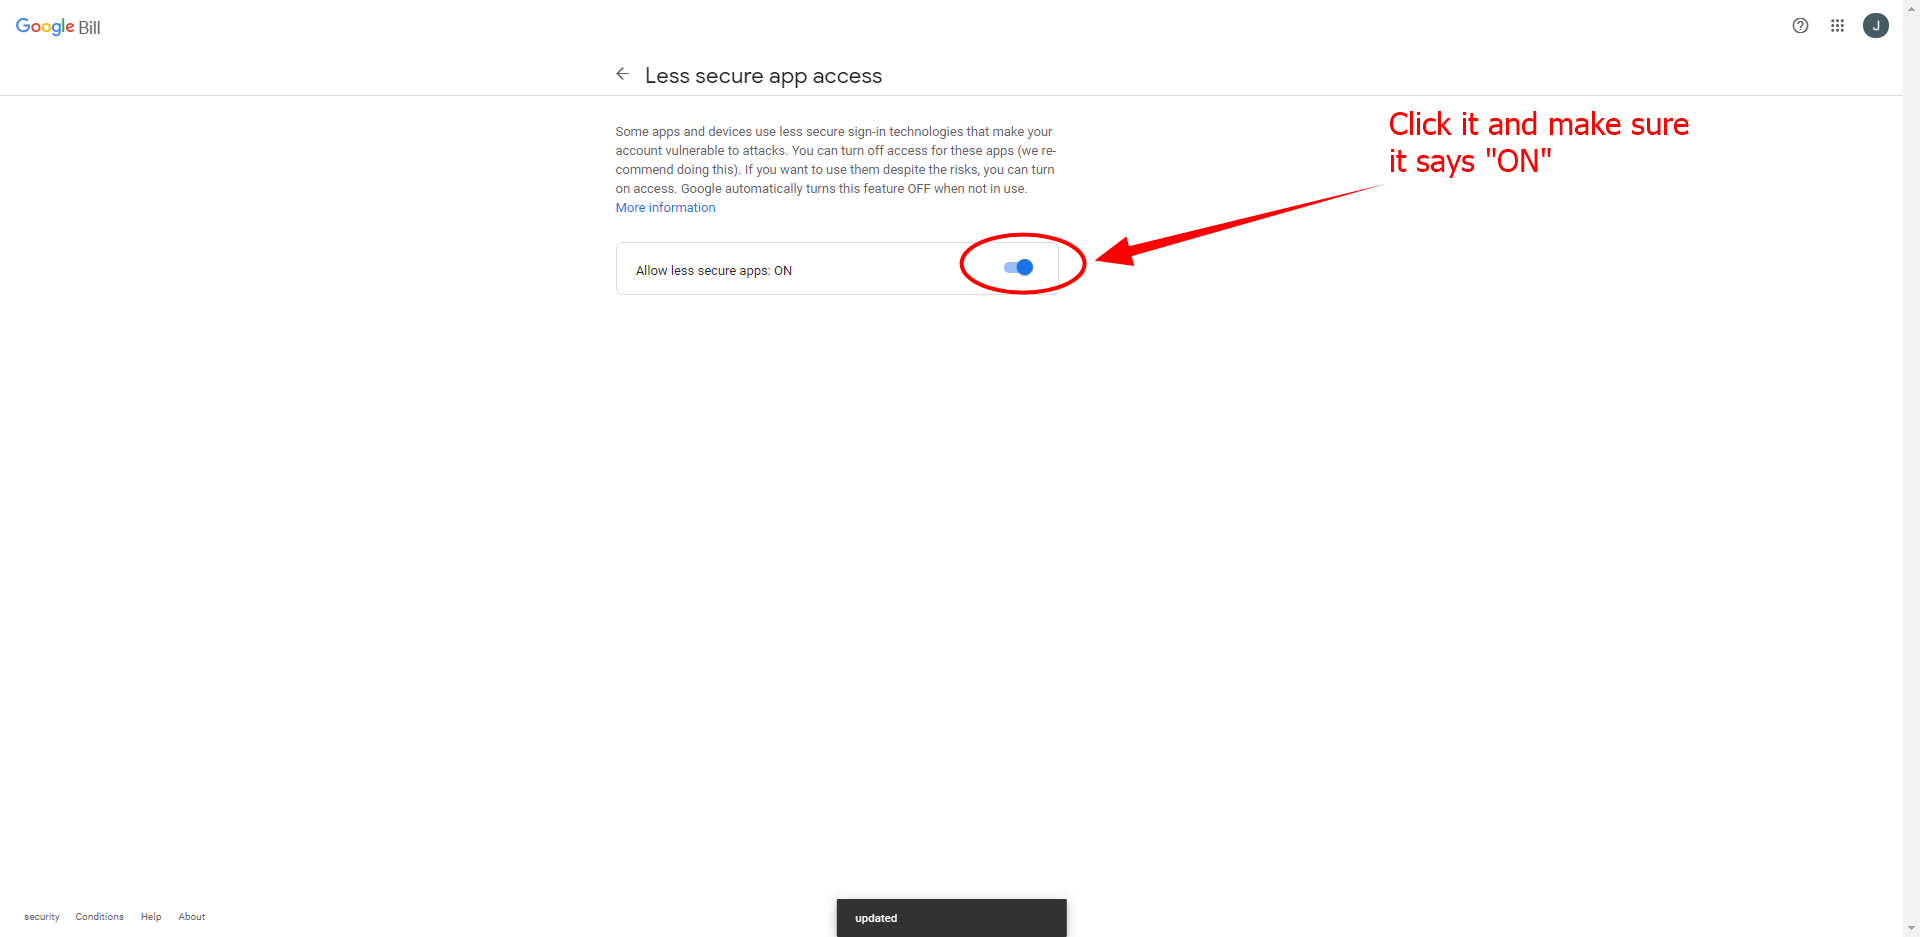 Google Bill
J
Less secure app access
Click it and make sure
it says "ON"
Some apps and devices use less secure sign-in technologies that make your
account vulnerable to attacks. You can turn off access for these apps (we re-
commend doing this). If you want to use them despite the risks, you can turn
on access. Google automatically turns this feature OFF when not in use.
More information
Allow less secure apps: ON
security Conditions Help About
updated